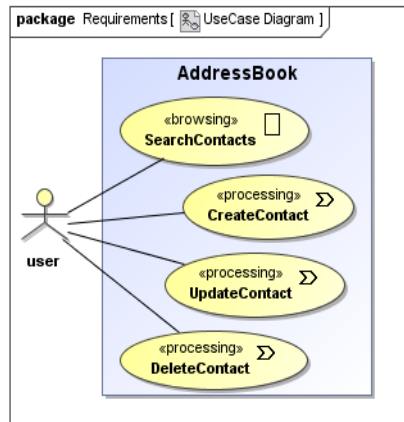 package Requirements [ UseCase Diagram ]
AddressBook
«browsing»
SearchContacts
«processing»
CreateContact
user
«processing»
UpdateContact
«processing»
DeleteContact